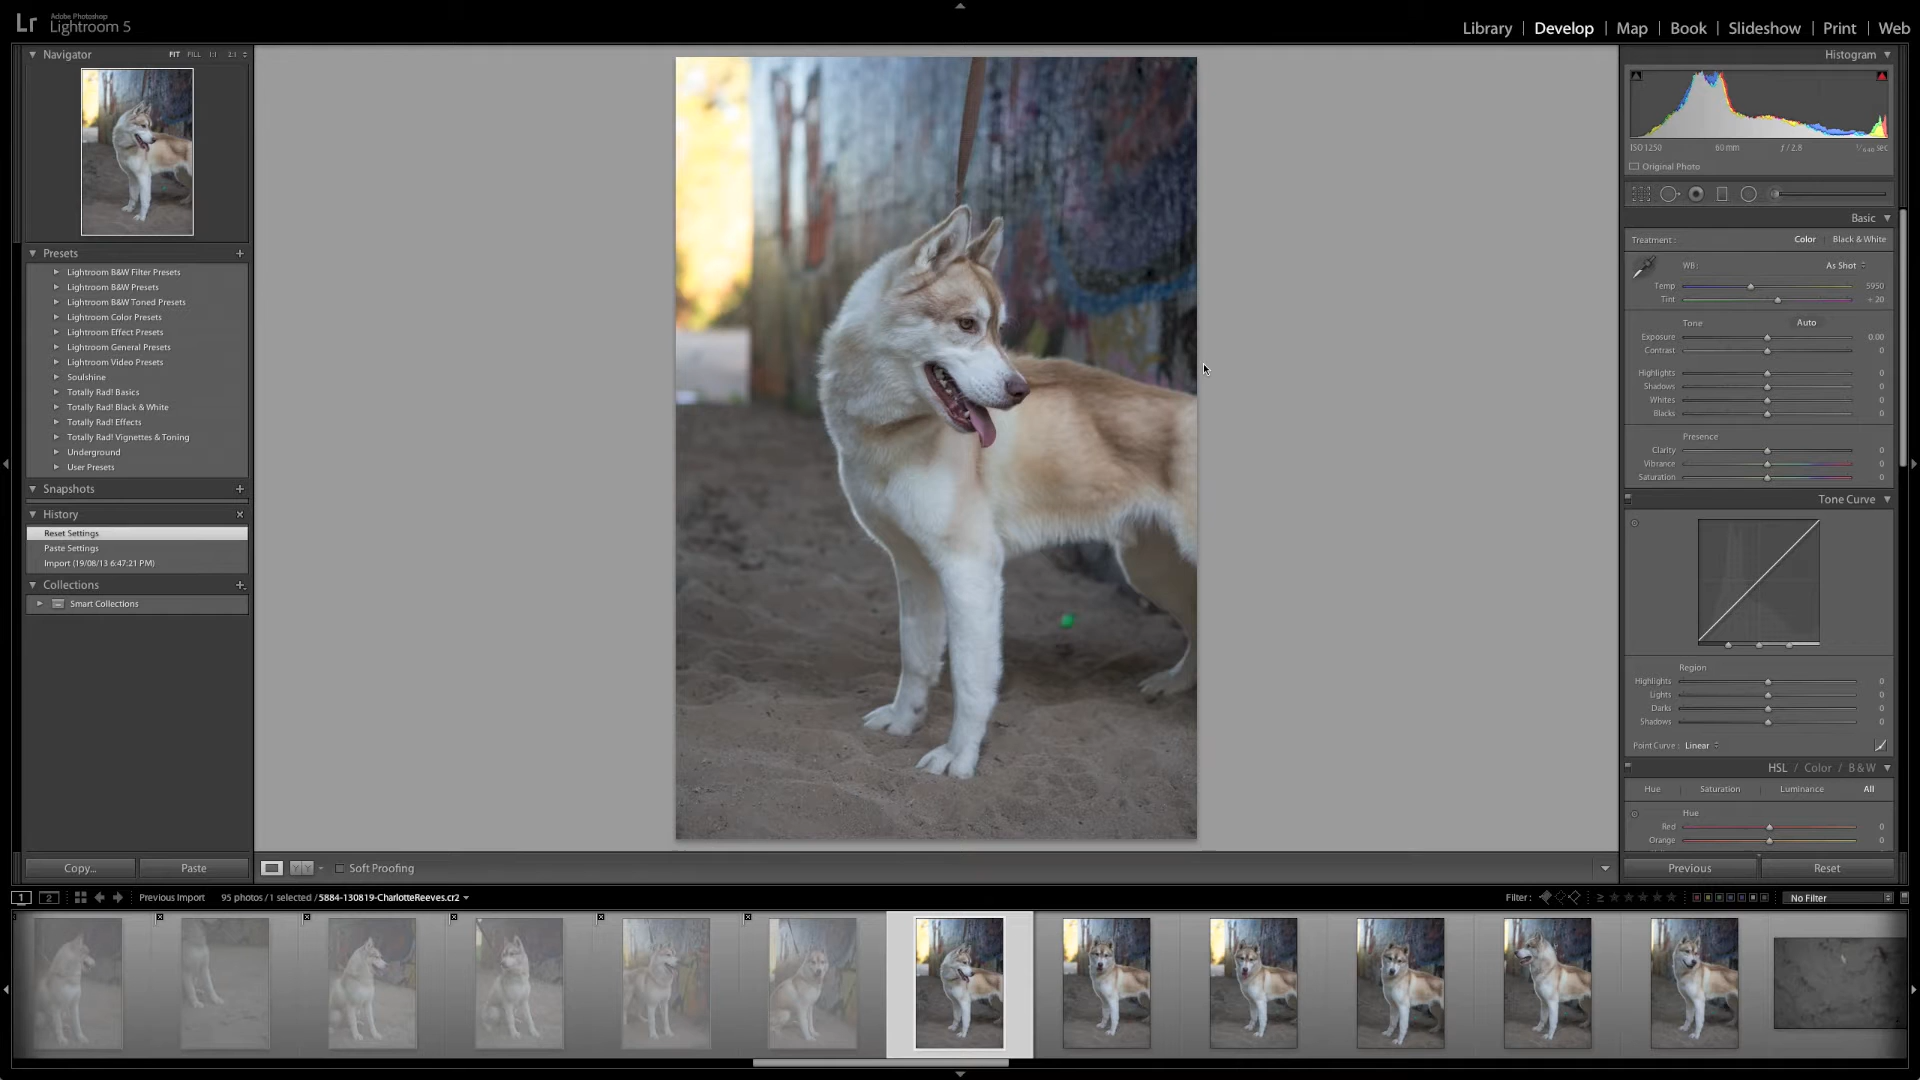 Lr Adobe Photoshop
Lightroom 5
Library | Develop | Map | Book | Slideshow | Print | Web
Navigator FIT FILL 1:1 2:1
Presets +
Lightroom B&W Filter Presets
Lightroom B&W Presets
Lightroom B&W Toned Presets
Lightroom Color Presets
Lightroom Effect Presets
Lightroom General Presets
Lightroom Video Presets
Soulshine
Totally Rad! Basics
Totally Rad! Black & White
Totally Rad! Effects
Totally Rad! Vignettes & Toning
Underground
User Presets
Snapshots +
History ×
Reset Settings
Paste Settings
Import (19/08/13 6:47:21 PM)
Collections +
Smart Collections
Copy... Paste
Soft Proofing
Histogram
ISO 1250 60 mm ƒ / 2.8 1/640 sec
Original Photo
Basic
Treatment : Color Black & White
WB : As Shot
Temp 5950
Tint + 20
Tone Auto
Exposure 0.00
Contrast 0
Highlights 0
Shadows 0
Whites 0
Blacks 0
Presence
Clarity 0
Vibrance 0
Saturation 0
Tone Curve
Region
Highlights 0
Lights 0
Darks 0
Shadows 0
Point Curve : Linear
HSL / Color / B & W
Hue Saturation Luminance All
Hue
Red 0
Orange 0
Previous Reset
1 2 Previous Import 95 photos / 1 selected / 5884-130819-CharlotteReeves.cr2 Filter : ≥ No Filter